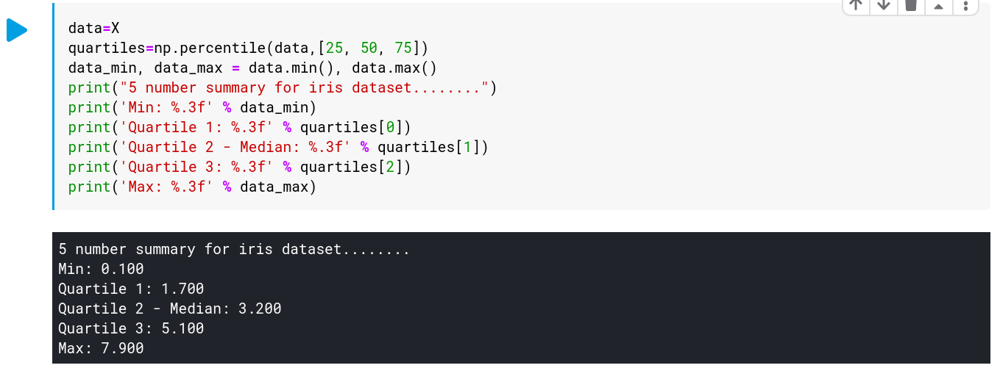 data=X
quartiles=np.percentile(data,[25, 50, 75])
data_min, data_max = data.min(), data.max()
print("5 number summary for iris dataset........")
print('Min: %.3f' % data_min)
print('Quartile 1: %.3f' % quartiles[0])
print('Quartile 2 - Median: %.3f' % quartiles[1])
print('Quartile 3: %.3f' % quartiles[2])
print('Max: %.3f' % data_max)
5 number summary for iris dataset........
Min: 0.100
Quartile 1: 1.700
Quartile 2 - Median: 3.200
Quartile 3: 5.100
Max: 7.900